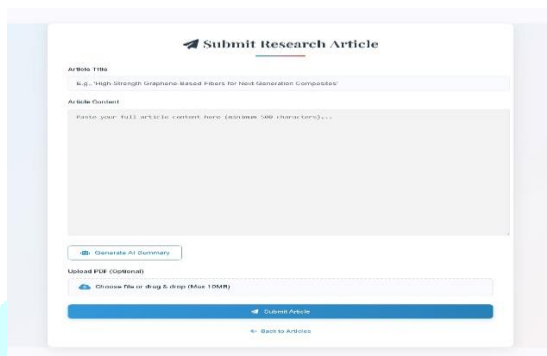 Submit Research Article
Article Title
E.g., "High-Strength Graphene-Based Fibers for Next-Generation Composites"
Article Content
Paste your full article content here (minimum 500 characters)...
Generate AI Summary
Upload PDF (Optional)
Choose file or drag & drop (Max 10MB)
Submit Article
← Back to Articles